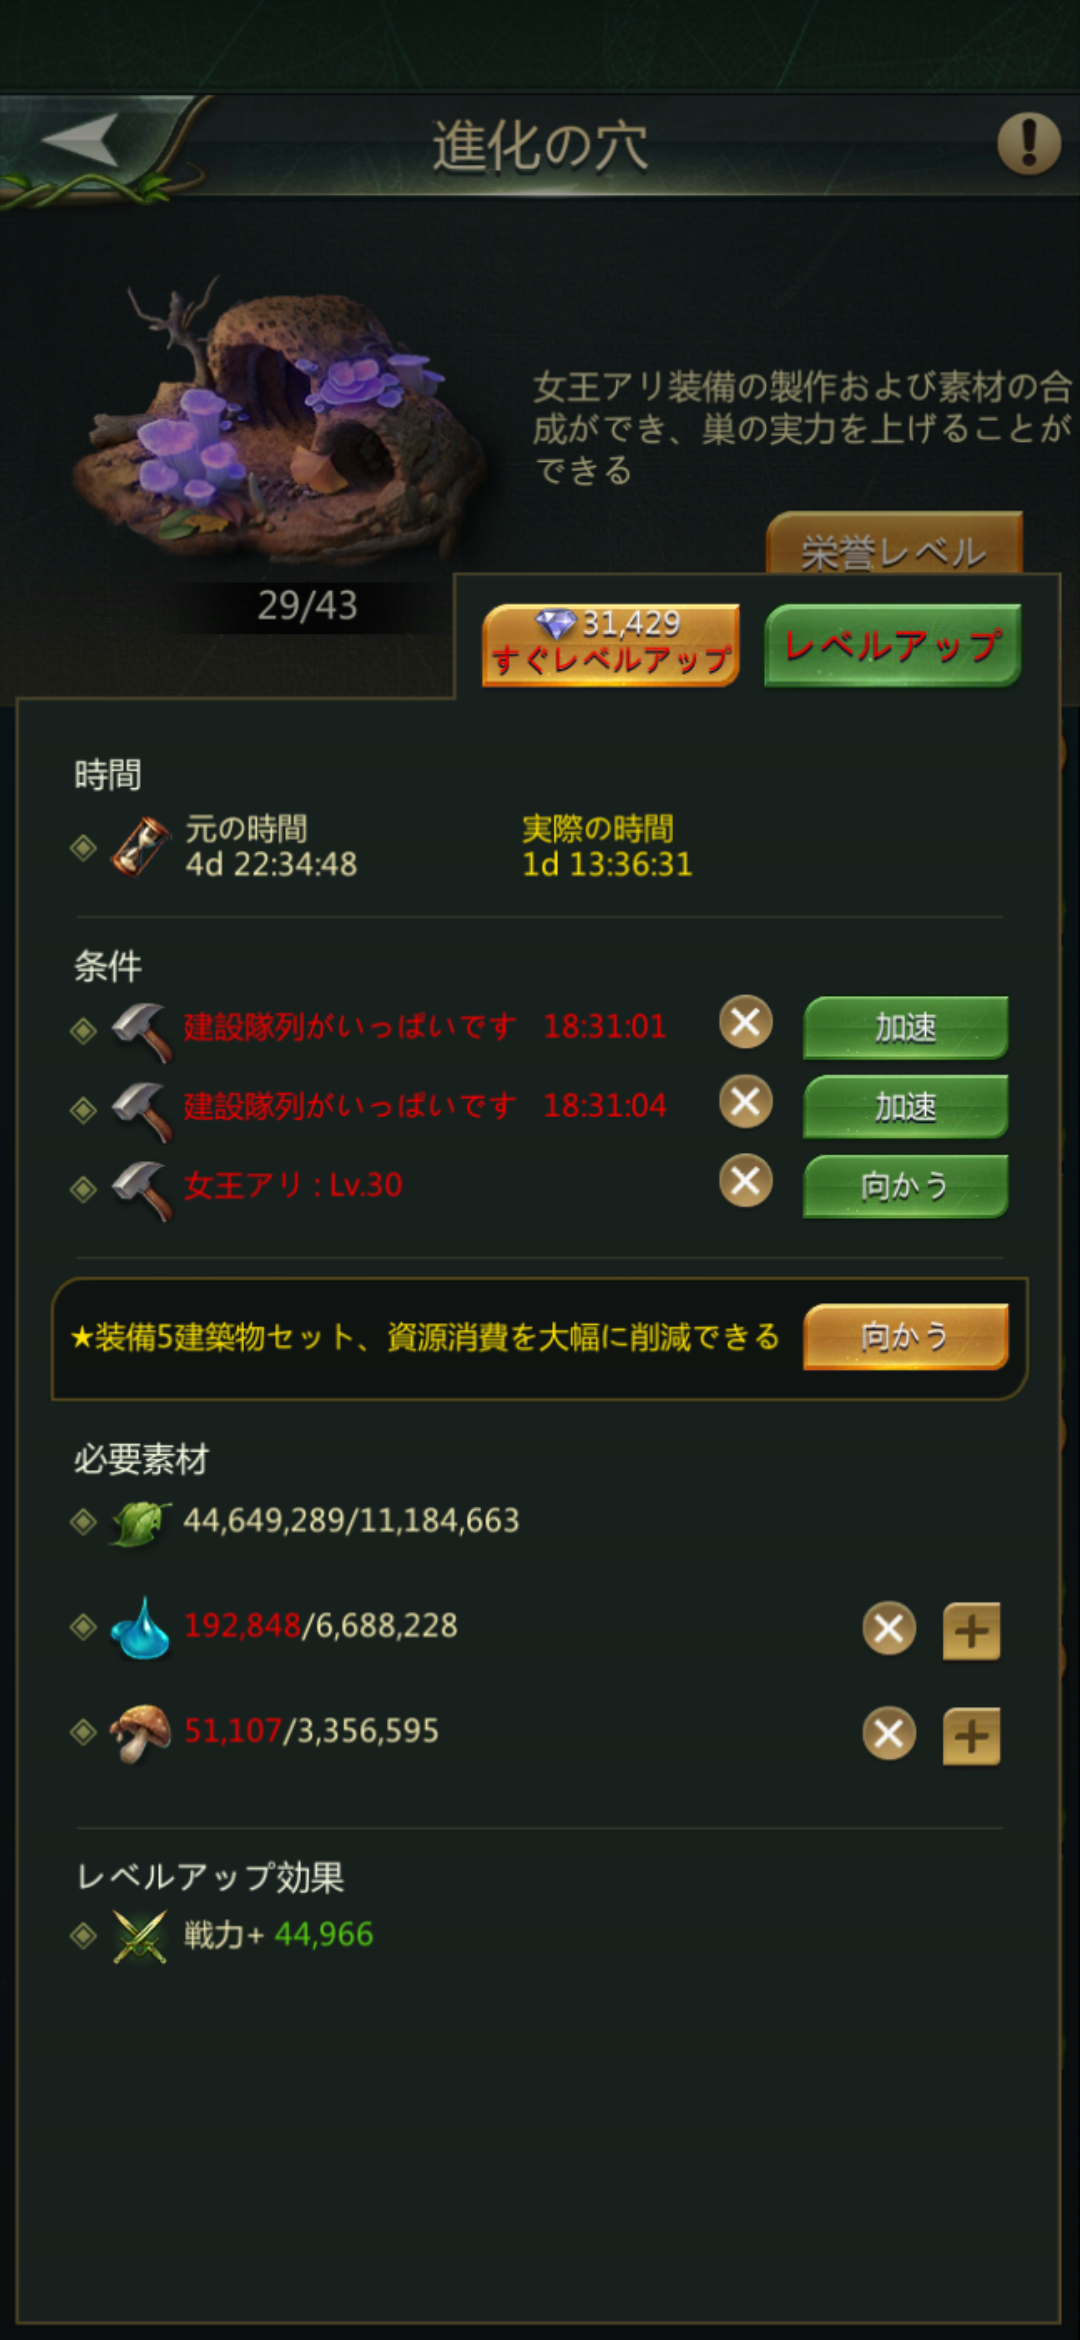 進化の穴
女王アリ装備の製作および素材の合
成ができ、巣の実力を上げることが
できる
栄誉レベル
29/43
31,429
すぐレベルアップ
レベルアップ
時間
元の時間 実際の時間
4d 22:34:48 1d 13:36:31
条件
建設隊列がいっぱいです 18:31:01 加速
建設隊列がいっぱいです 18:31:04 加速
女王アリ : Lv.30 向かう
★装備5建築物セット、資源消費を大幅に削減できる 向かう
必要素材
44,649,289/11,184,663
192,848/6,688,228
51,107/3,356,595
レベルアップ効果
戦力+ 44,966